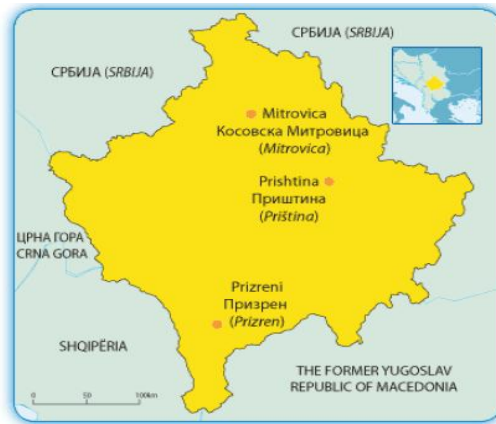 СРБИЈА (SRBIJA)
СРБИЈА (SRBIJA)
Mitrovica
Косовска Митровица
(Mitrovica)
Prishtina
Приштина
(Priština)
ЦРНА ГОРА
CRNA GORA
Prizreni
Призрен
(Prizren)
SHQIPËRIA
THE FORMER YUGOSLAV
REPUBLIC OF MACEDONIA
0 50 100km